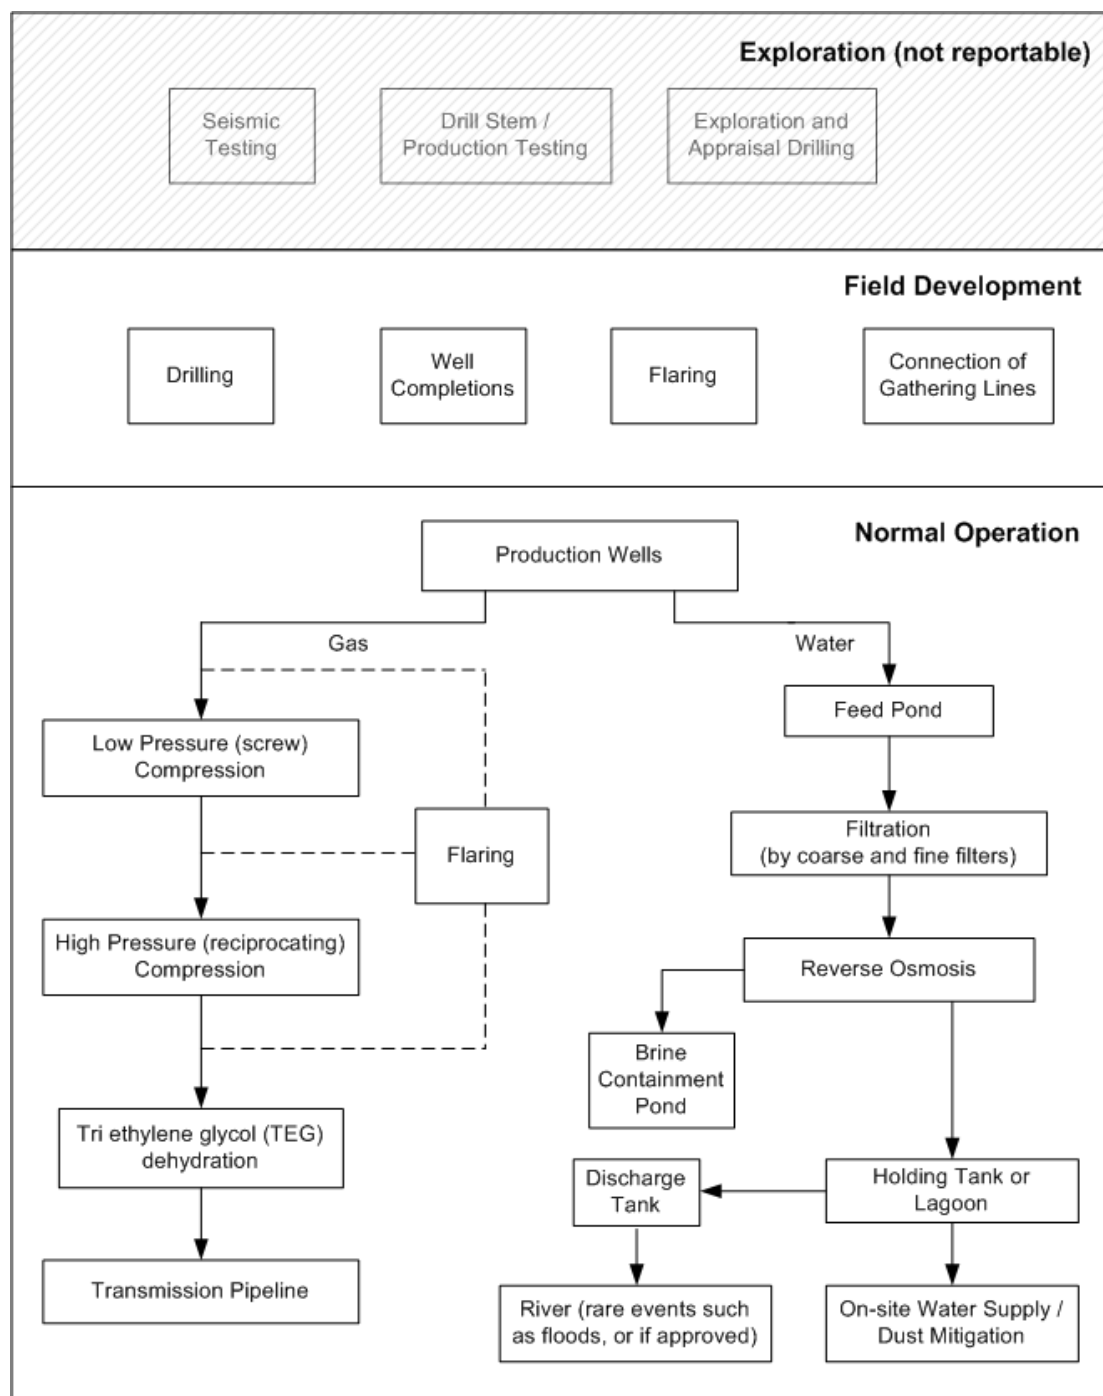 Exploration (not reportable)
Seismic
Testing
Drill Stem /
Production Testing
Exploration and
Appraisal Drilling
Field Development
Drilling
Well
Completions
Flaring
Connection of
Gathering Lines
Normal Operation
Production Wells
Gas
Water
Low Pressure (screw)
Compression
Flaring
High Pressure (reciprocating)
Compression
Tri ethylene glycol (TEG)
dehydration
Transmission Pipeline
Feed Pond
Filtration
(by coarse and fine filters)
Reverse Osmosis
Brine
Containment
Pond
Holding Tank or
Lagoon
Discharge
Tank
River (rare events such
as floods, or if approved)
On-site Water Supply /
Dust Mitigation